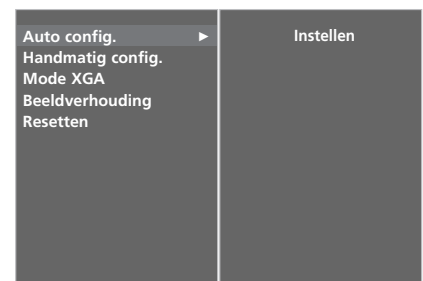 Auto config. ►
Instellen
Handmatig config.
Mode XGA
Beeldverhouding
Resetten